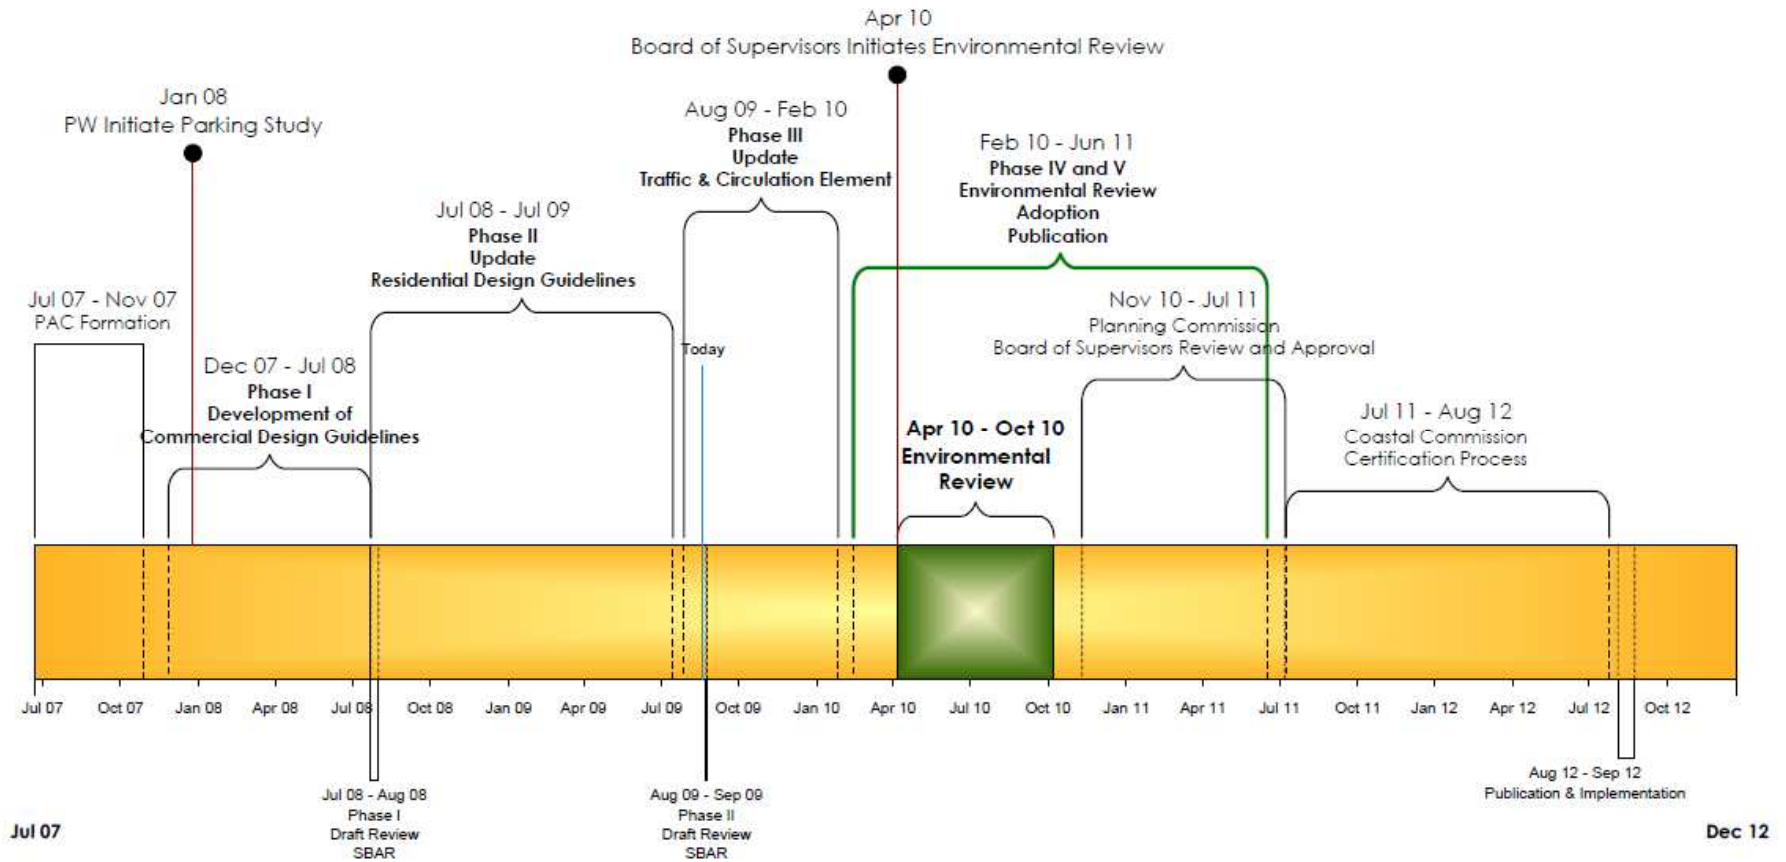 Apr 10
Board of Supervisors Initiates Environmental Review
Jan 08
PW Initiate Parking Study
Aug 09 - Feb 10
Phase III
Update
Traffic & Circulation Element
Feb 10 - Jun 11
Phase IV and V
Environmental Review
Adoption
Publication
Jul 08 - Jul 09
Phase II
Update
Residential Design Guidelines
Jul 07 - Nov 07
PAC Formation
Nov 10 - Jul 11
Planning Commission
Board of Supervisors Review and Approval
Today
Dec 07 - Jul 08
Phase I
Development of
Commercial Design Guidelines
Apr 10 - Oct 10
Environmental
Review
Jul 11 - Aug 12
Coastal Commission
Certification Process
Jul 07 Oct 07 Jan 08 Apr 08 Jul 08 Oct 08 Jan 09 Apr 09 Jul 09 Oct 09 Jan 10 Apr 10 Jul 10 Oct 10 Jan 11 Apr 11 Jul 11 Oct 11 Jan 12 Apr 12 Jul 12 Oct 12
Jul 08 - Aug 08
Phase I
Draft Review
SBAR
Aug 09 - Sep 09
Phase II
Draft Review
SBAR
Aug 12 - Sep 12
Publication & Implementation
Jul 07
Dec 12